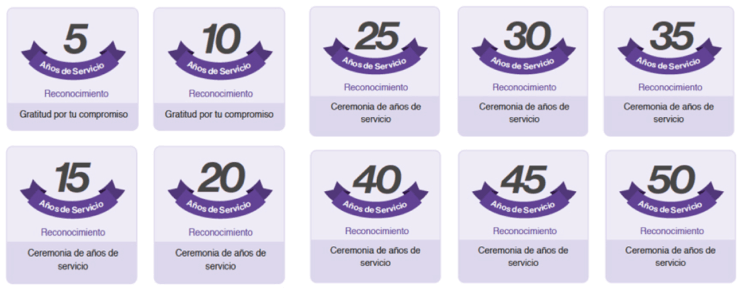 5
Años de Servicio
Reconocimiento
Gratitud por tu compromiso
10
Años de Servicio
Reconocimiento
Gratitud por tu compromiso
25
Años de Servicio
Reconocimiento
Ceremonia de años de
servicio
30
Años de Servicio
Reconocimiento
Ceremonia de años de
servicio
35
Años de Servicio
Reconocimiento
Ceremonia de años de
servicio
15
Años de Servicio
Reconocimiento
Ceremonia de años de
servicio
20
Años de Servicio
Reconocimiento
Ceremonia de años de
servicio
40
Años de Servicio
Reconocimiento
Ceremonia de años de
servicio
45
Años de Servicio
Reconocimiento
Ceremonia de años de
servicio
50
Años de Servicio
Reconocimiento
Ceremonia de años de
servicio